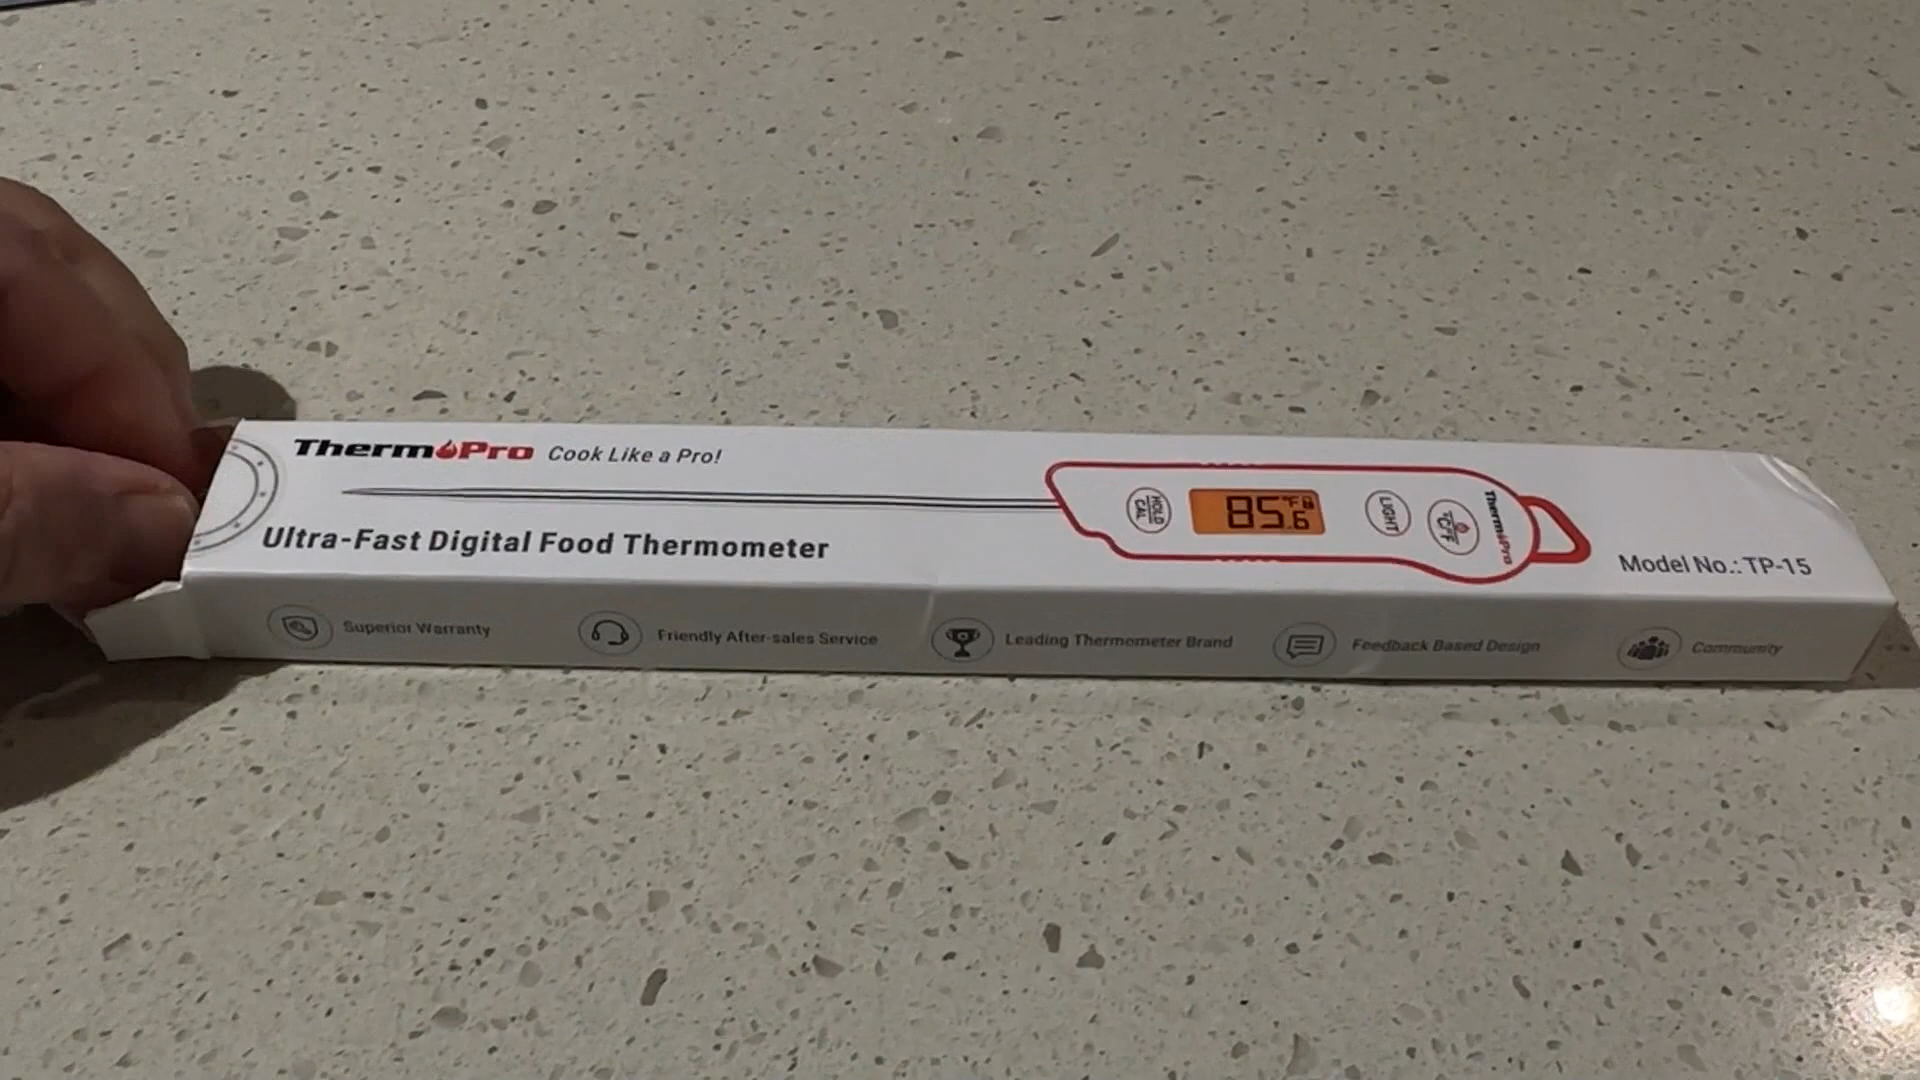 ThermoPro Cook Like a Pro!
Ultra-Fast Digital Food Thermometer
HOLD
CAL
85.6 °F
LIGHT
°C/°F
ThermoPro
Model No.: TP-15
Superior Warranty
Friendly After-sales Service
Leading Thermometer Brand
Feedback Based Design
Community